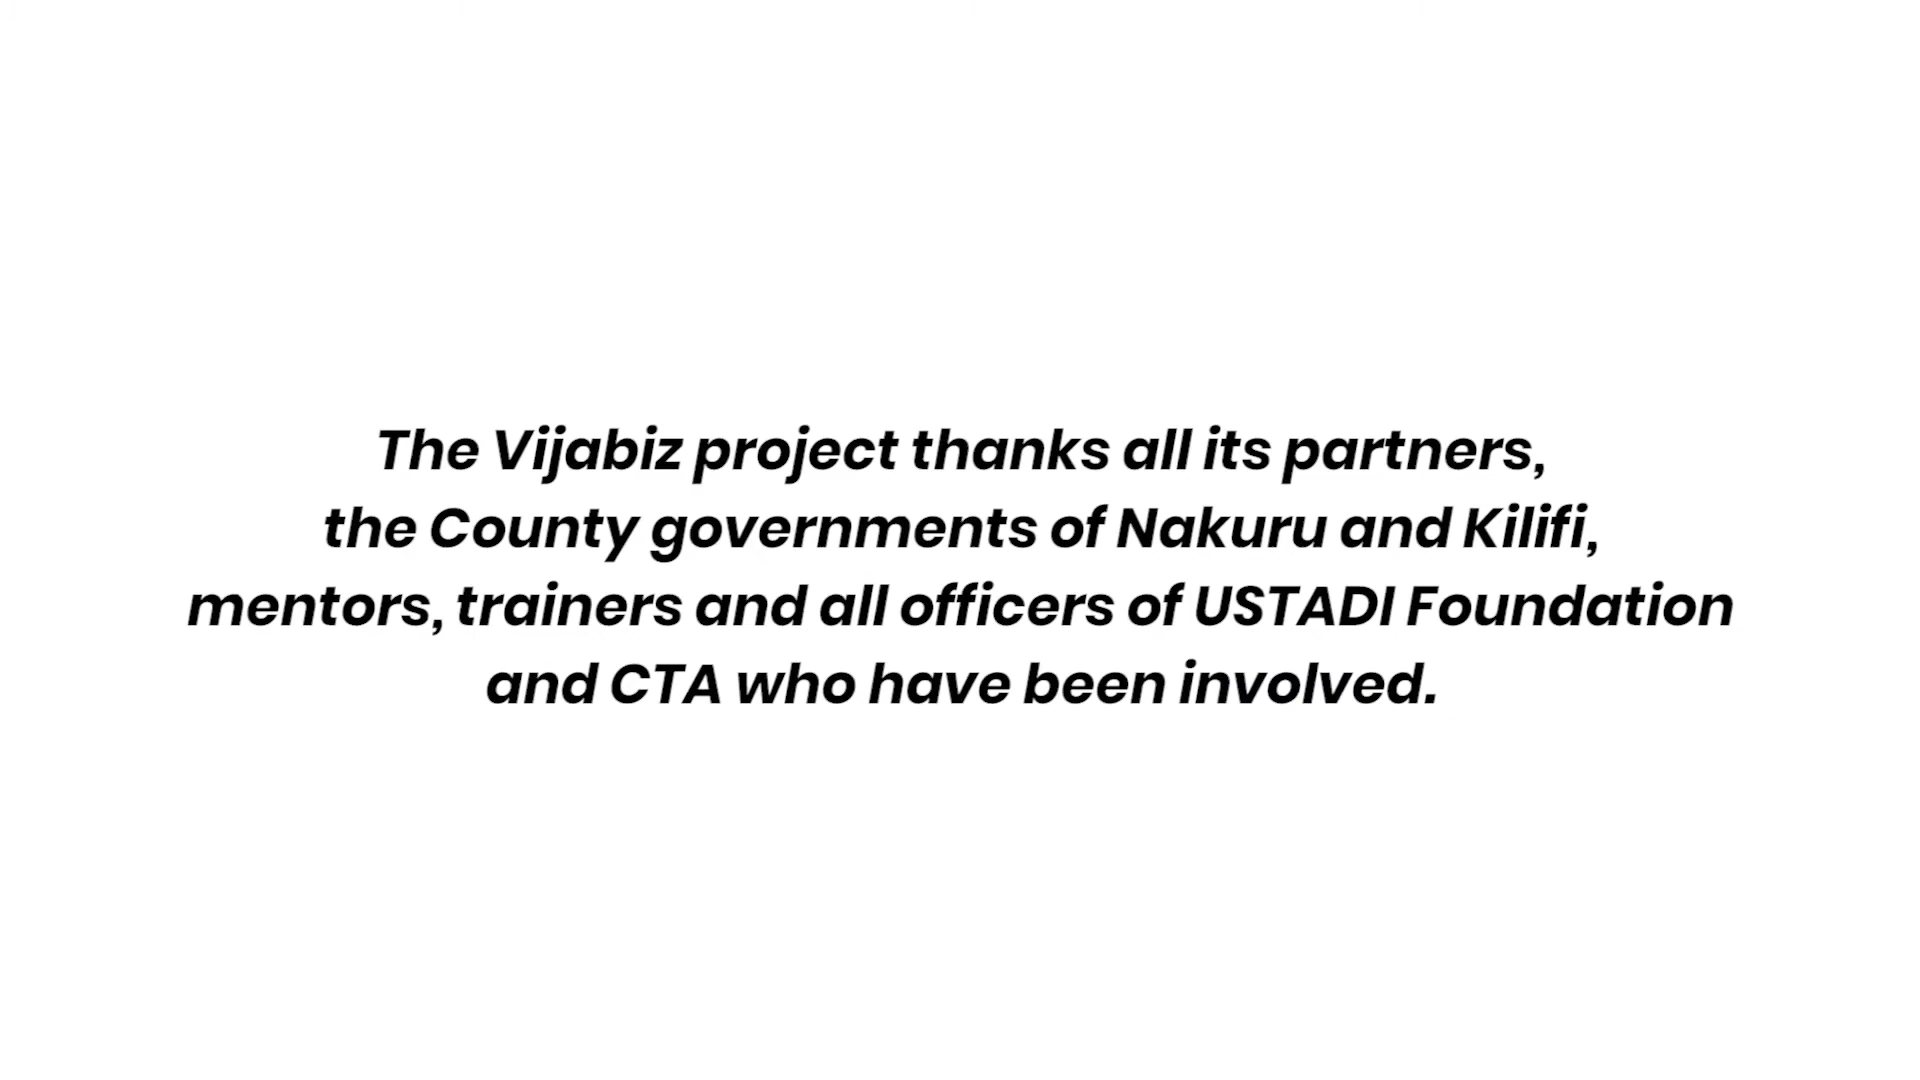 The Vijabiz project thanks all its partners,
the County governments of Nakuru and Kilifi,
mentors, trainers and all officers of USTADI Foundation
and CTA who have been involved.